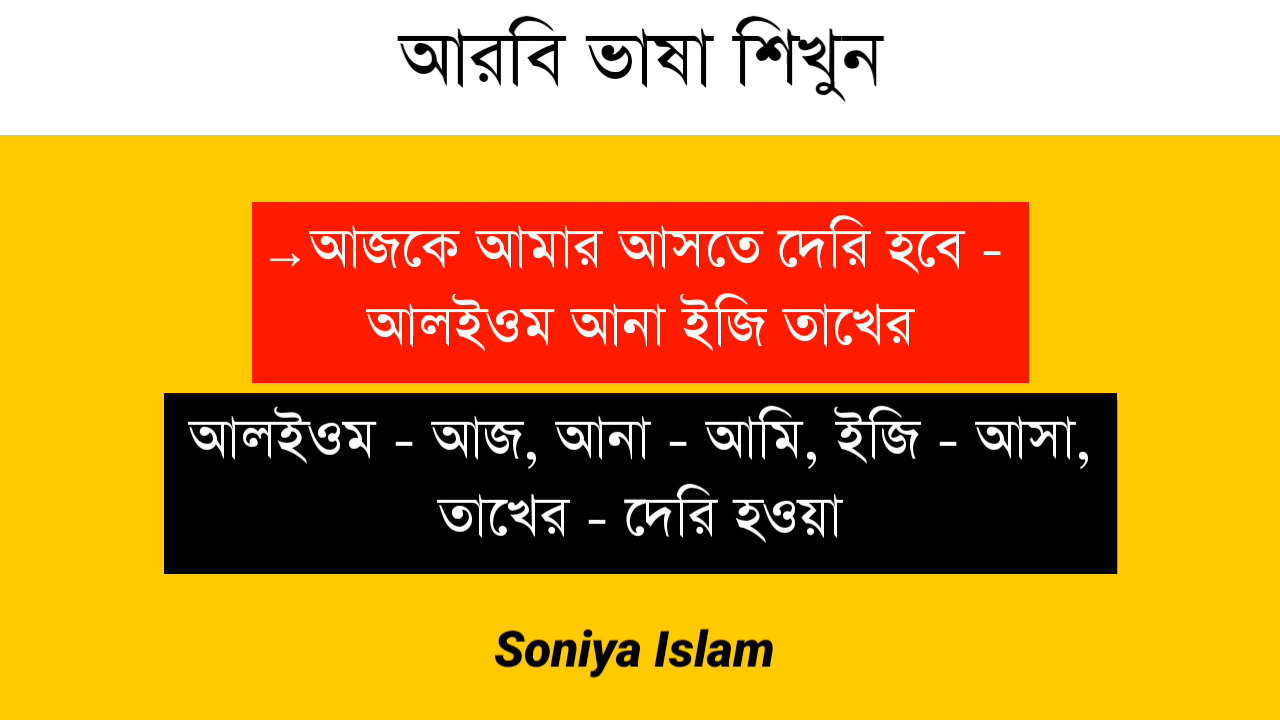 আরবি ভাষা শিখুন
→আজকে আমার আসতে দেরি হবে -
আলইওম আনা ইজি তাখের
আলইওম - আজ, আনা - আমি, ইজি - আসা,
তাখের - দেরি হওয়া
Soniya Islam